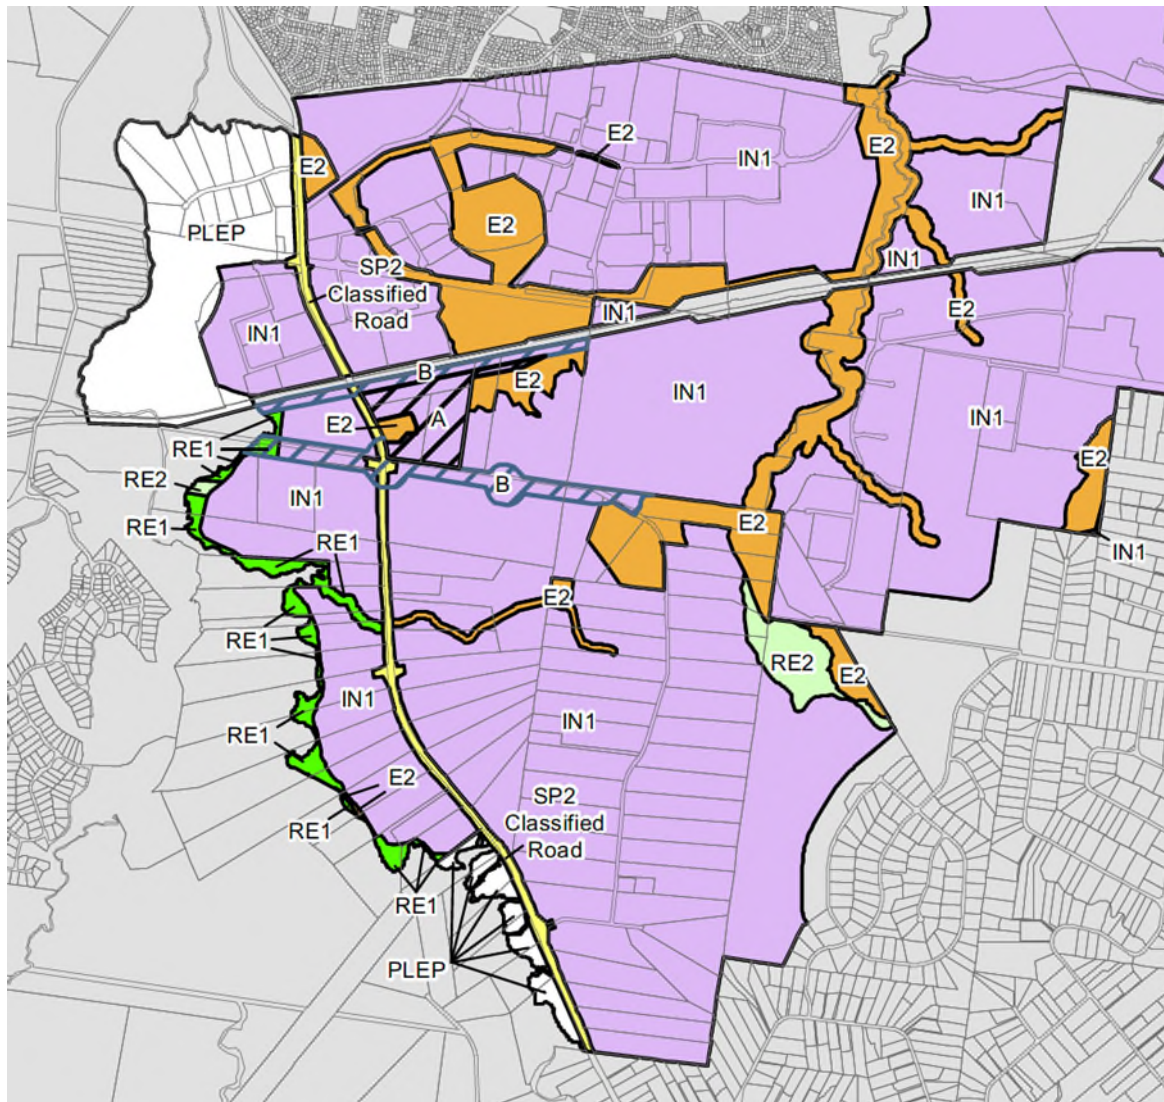 E2
IN1
E2
E2
IN1
PLEP
E2
SP2
Classified
Road
IN1
IN1
E2
IN1
B
E2
IN1
A
E2
IN1
RE1
E2
RE2
B
IN1
RE1
E2
RE1
IN1
E2
RE1
RE2
E2
IN1
IN1
RE1
E2
SP2
Classified
Road
RE1
RE1
PLEP